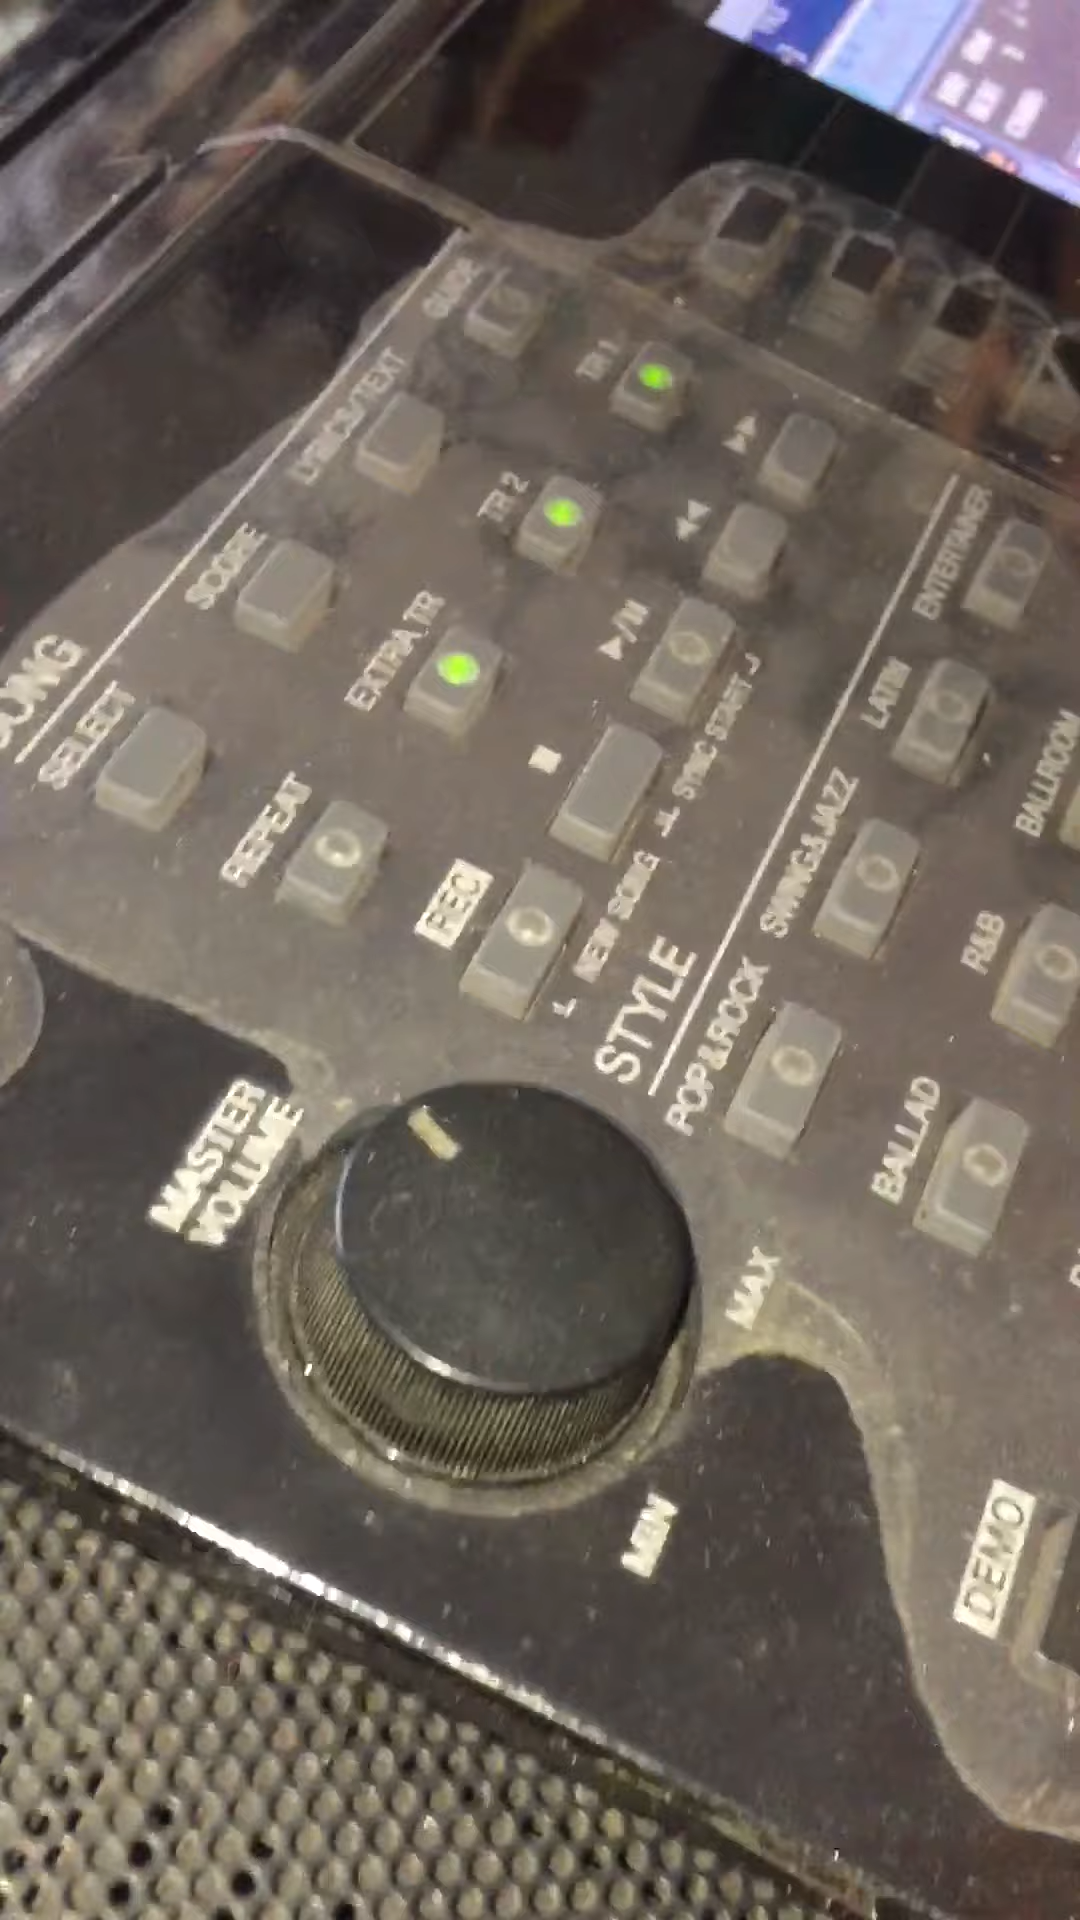 GUIDE
TR 1
LYRICS/TEXT
TR 2
SCORE
EXTRA TR
SONG
SELECT
REPEAT
REC
SYNC START
NEW SONG
ENTERTAINER
LATIN
BALLROOM
SWING&JAZZ
R&B
STYLE
POP&ROCK
BALLAD
MASTER
VOLUME
MAX
MIN
DEMO